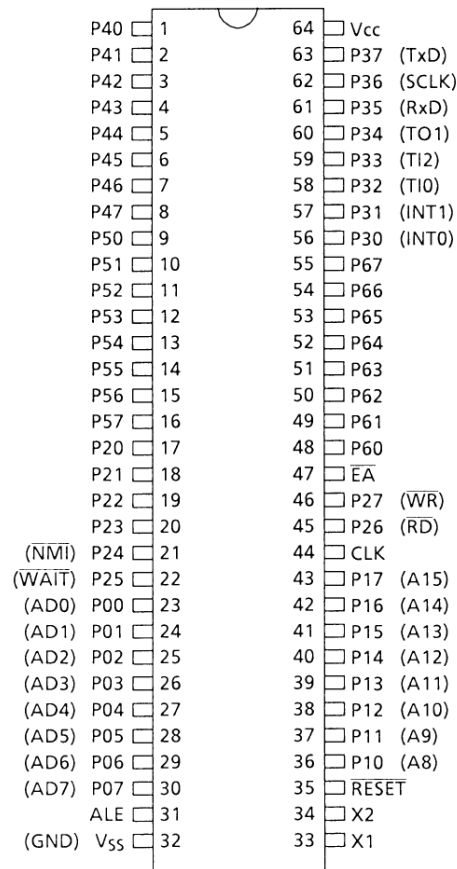 P40 1 64 Vcc
P41 2 63 P37 (TxD)
P42 3 62 P36 (SCLK)
P43 4 61 P35 (RxD)
P44 5 60 P34 (TO1)
P45 6 59 P33 (TI2)
P46 7 58 P32 (TI0)
P47 8 57 P31 (INT1)
P50 9 56 P30 (INT0)
P51 10 55 P67
P52 11 54 P66
P53 12 53 P65
P54 13 52 P64
P55 14 51 P63
P56 15 50 P62
P57 16 49 P61
P20 17 48 P60
P21 18 47 E̅A̅
P22 19 46 P27 (W̅R̅)
P23 20 45 P26 (R̅D̅)
(N̅M̅I̅) P24 21 44 CLK
(W̅A̅I̅T̅) P25 22 43 P17 (A15)
(AD0) P00 23 42 P16 (A14)
(AD1) P01 24 41 P15 (A13)
(AD2) P02 25 40 P14 (A12)
(AD3) P03 26 39 P13 (A11)
(AD4) P04 27 38 P12 (A10)
(AD5) P05 28 37 P11 (A9)
(AD6) P06 29 36 P10 (A8)
(AD7) P07 30 35 R̅E̅S̅E̅T̅
ALE 31 34 X2
(GND) Vss 32 33 X1